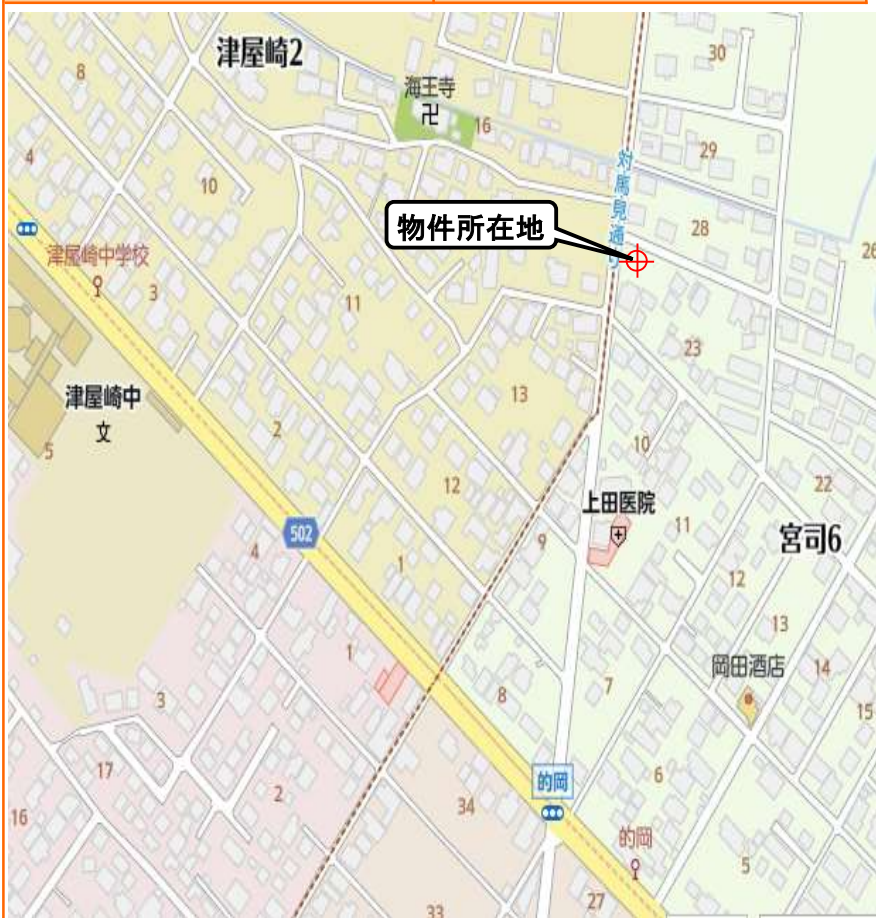 津屋崎2
30
8
海王寺
卍
16
29
4
対馬見通り
10
物件所在地
28
26
津屋崎中学校
3
11
23
津屋崎中
文
13
2
10
5
12
22
上田医院
11
宮司6
502
9
4
1
12
13
1
岡田酒店
14
7
3
8
15
17
6
的岡
2
34
16
的岡
5
33
27